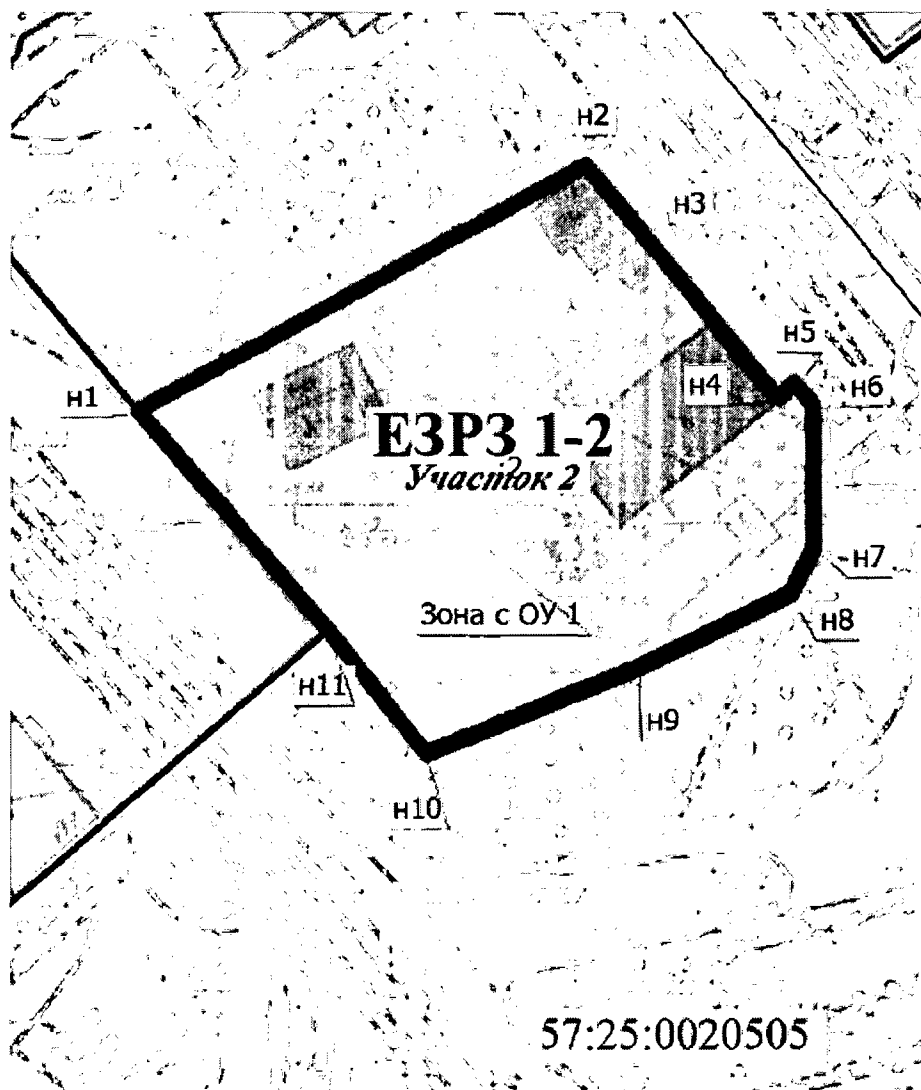 н2
н3
н5
н4
н6
н1
ЕЗРЗ 1-2
Участок 2
н7
Зона с ОУ 1
н8
н11
н9
н10
57:25:0020505